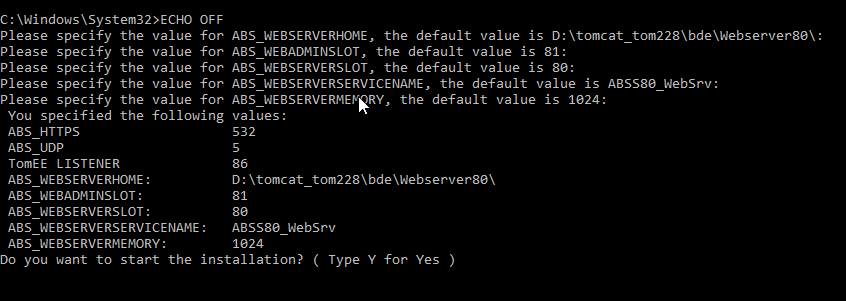 C:\Windows\System32>ECHO OFF
Please specify the value for ABS_WEBSERVERHOME, the default value is D:\tomcat_tom228\bde\Webserver80\:
Please specify the value for ABS_WEBADMINSLOT, the default value is 81:
Please specify the value for ABS_WEBSERVERSLOT, the default value is 80:
Please specify the value for ABS_WEBSERVERSERVICENAME, the default value is ABSS80_WebSrv:
Please specify the value for ABS_WEBSERVERMEMORY, the default value is 1024:
You specified the following values:
ABS_HTTPS 532
ABS_UDP 5
TomEE LISTENER 86
ABS_WEBSERVERHOME: D:\tomcat_tom228\bde\Webserver80\
ABS_WEBADMINSLOT: 81
ABS_WEBSERVERSLOT: 80
ABS_WEBSERVERSERVICENAME: ABSS80_WebSrv
ABS_WEBSERVERMEMORY: 1024
Do you want to start the installation? ( Type Y for Yes )